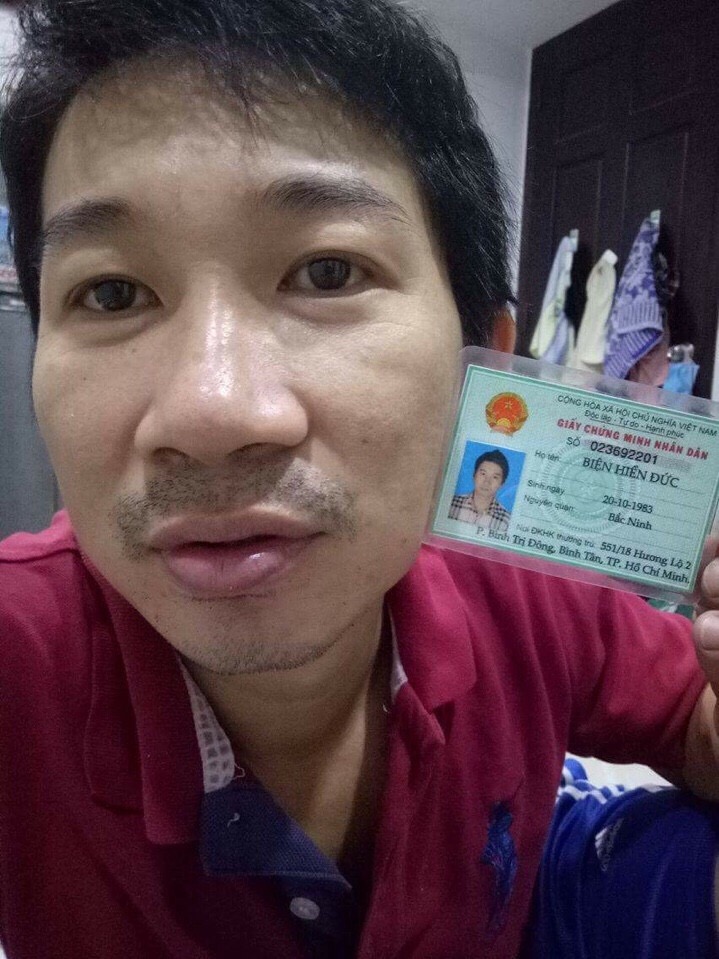 CỘNG HÒA XÃ HỘI CHỦ NGHĨA VIỆT NAM
Độc lập - Tự do - Hạnh phúc
GIẤY CHỨNG MINH NHÂN DÂN
SỐ 023692201
Họ tên BIỆN HIỂN ĐỨC
Sinh ngày 20-10-1983
Nguyên quán Bắc Ninh
Nơi ĐKHK thường trú 551/18 Hương Lộ 2
P. Bình Trị Đông, Bình Tân, TP. Hồ Chí Minh.